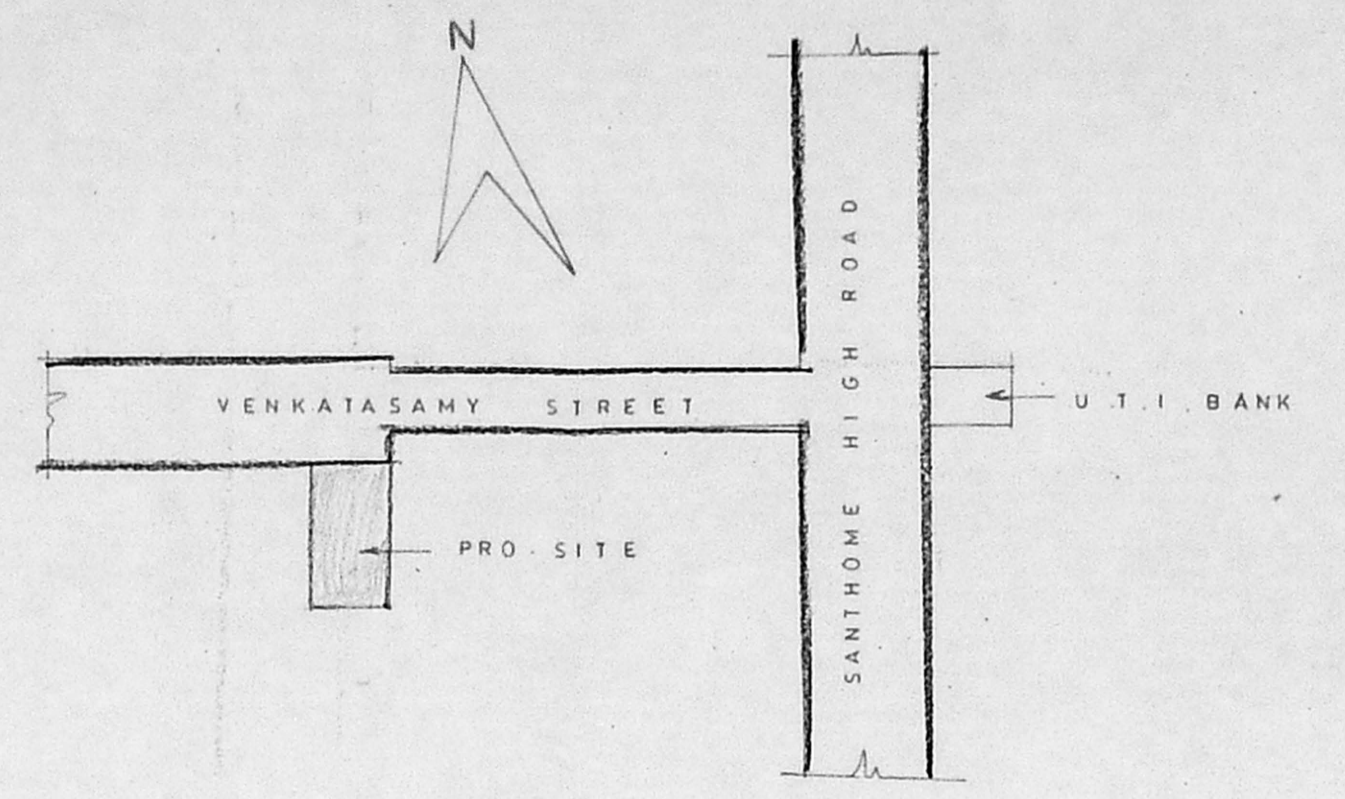 N
SANTHOME HIGH ROAD
VENKATASAMY STREET
U.T.I. BANK
PRO. SITE